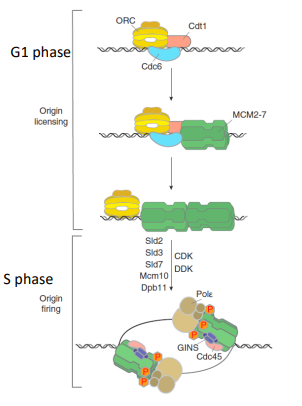 ORC
Cdt1
G1 phase
Cdc6
Origin
licensing
MCM2-7
Sld2
Sld3
Sld7
Mcm10
Dpb11
CDK
DDK
S phase
Origin
firing
Polε
P
P
P
GINS
Cdc45
P
P
P